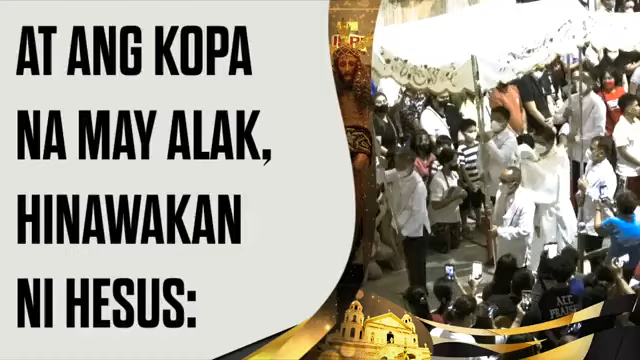 AT ANG KOPA
NA MAY ALAK,
HINAWAKAN
NI HESUS: